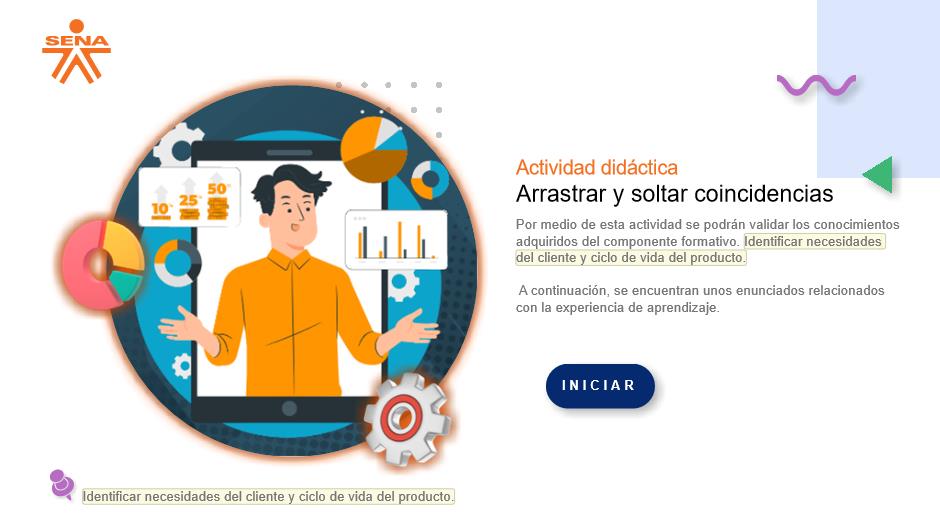 SENA
10%
25%
50%
Actividad didáctica
Arrastrar y soltar coincidencias
Por medio de esta actividad se podrán validar los conocimientos
adquiridos del componente formativo. Identificar necesidades
del cliente y ciclo de vida del producto.
A continuación, se encuentran unos enunciados relacionados
con la experiencia de aprendizaje.
INICIAR
Identificar necesidades del cliente y ciclo de vida del producto.